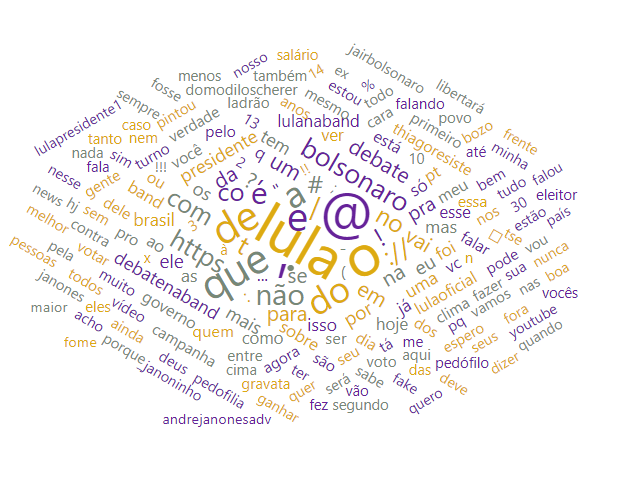 jairbolsonaro
nosso salário
menos também 14 ex % libertará
fosse domodiloscherer estou todo
sempre pintou ladrão anos mesmo cara falando
lulapresidente1 caso verdade 13 lulanaband primeiro povo
tanto nem pelo ver thiagoresiste bozo frente
nada sim turno você tem está 10 até minha
fala !!! presidente q um bolsonaro debate pt
nesse gente ou da 2 !! só meu bem tudo falou
news hj sem band os co é ?! " a # pra esse essa 30 eleitor
melhor dele com de e @ / no vai mas nos estão país
contra brasil 3 lula ! falar tse
pessoas votar pro ao https à t o :// eu foi n pode vou
pela x ele que ... ! : ( na vc sua nunca
janones todos muito as não se do em uma lulaoficial clima fazer nas boa
maior eles vídeo governo mais para por já dos pq vamos vocês
acho ainda quem sobre isso hoje tá me espero fora youtube
fome porque campanha como ser dia aqui seus quando
_janoninho deus entre cima agora são seu voto das pedófilo dizer
pedofilia gravata ter será sabe fake deve
ganhar quer vão quero
fez segundo
andrejanonesadv